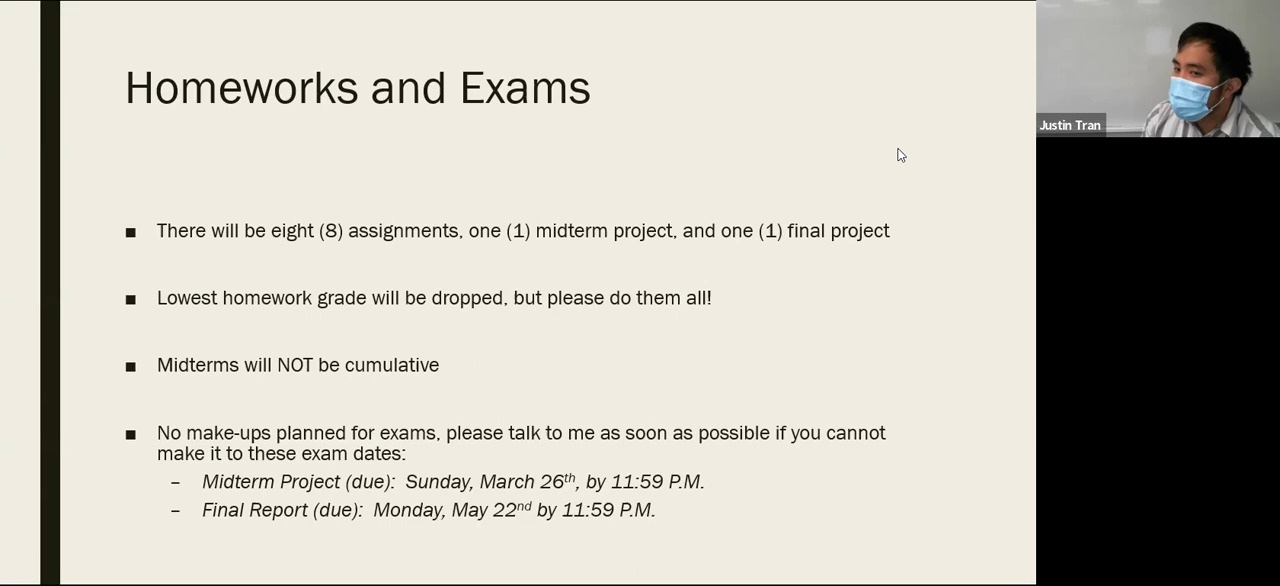 Homeworks and Exams
Justin Tran
■ There will be eight (8) assignments, one (1) midterm project, and one (1) final project
■ Lowest homework grade will be dropped, but please do them all!
■ Midterms will NOT be cumulative
■ No make-ups planned for exams, please talk to me as soon as possible if you cannot
make it to these exam dates:
– Midterm Project (due): Sunday, March 26th, by 11:59 P.M.
– Final Report (due): Monday, May 22nd by 11:59 P.M.